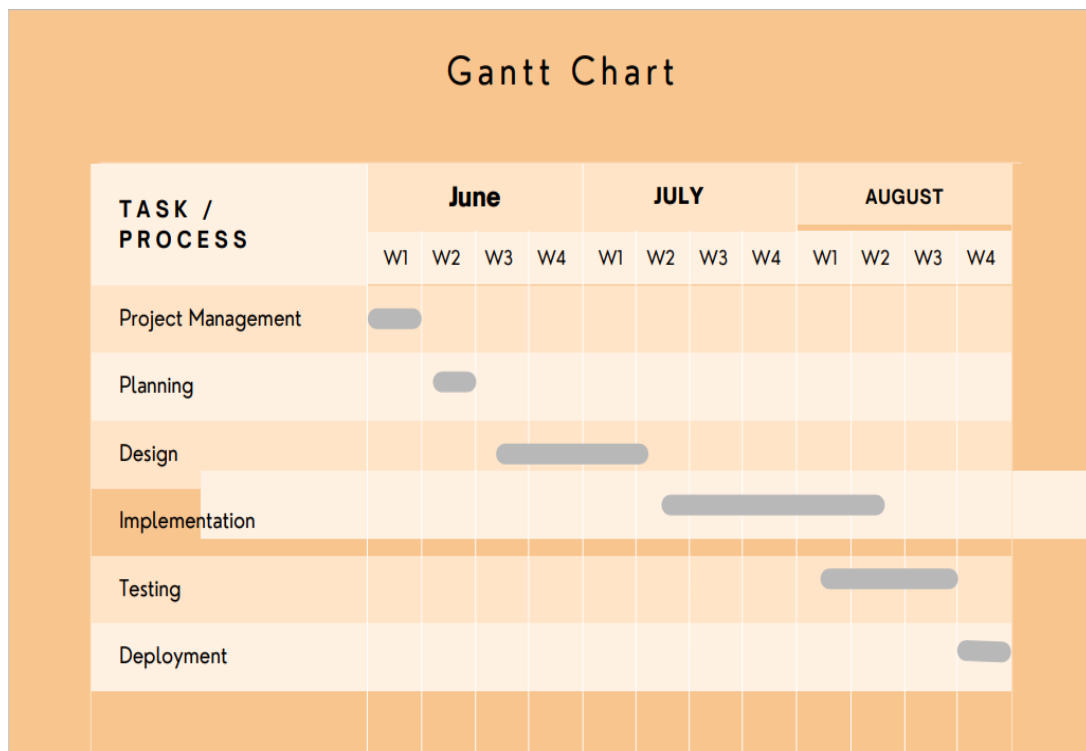 Gantt Chart
TASK /
PROCESS
June
JULY
AUGUST
W1 W2 W3 W4 W1 W2 W3 W4 W1 W2 W3 W4
Project Management
Planning
Design
Implementation
Testing
Deployment